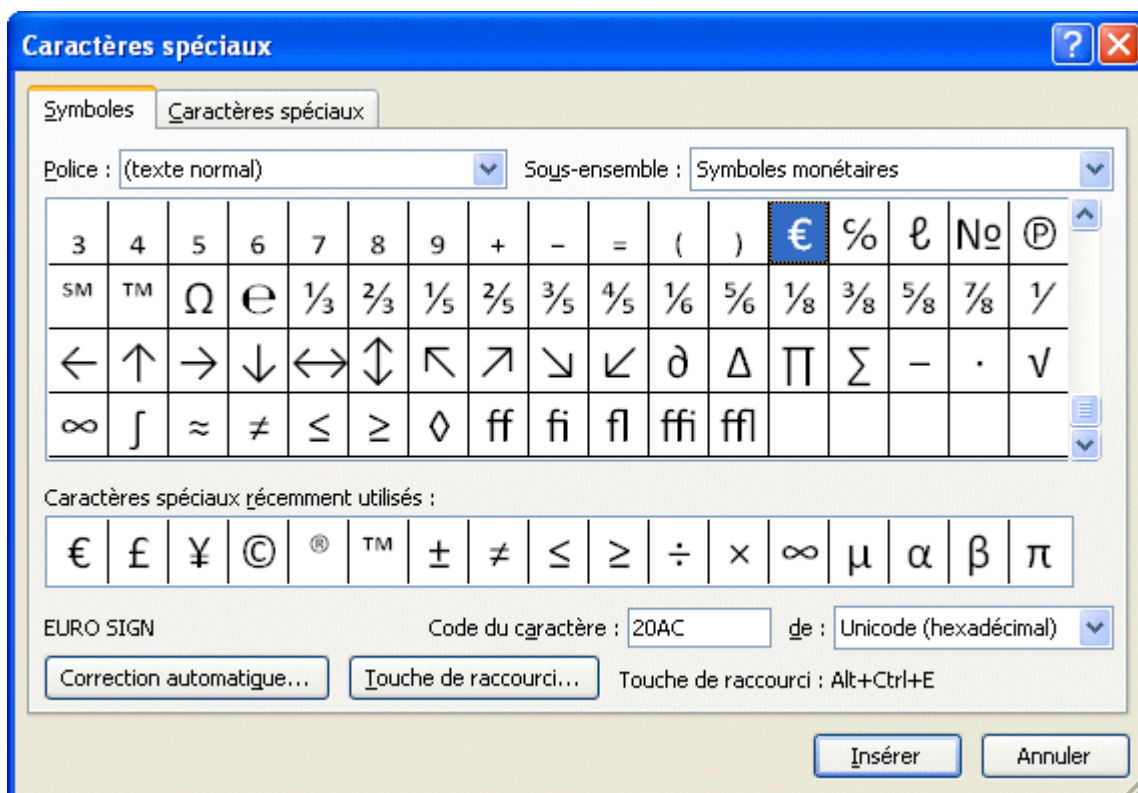 Caractères spéciaux
Symboles Caractères spéciaux
Police : (texte normal) Sous-ensemble : Symboles monétaires
3 4 5 6 7 8 9 + − = ( ) € ℅ ℓ № ℗
℠ ™ Ω ℮ ⅓ ⅔ ⅕ ⅖ ⅗ ⅘ ⅙ ⅚ ⅛ ⅜ ⅝ ⅞ ⅟
← ↑ → ↓ ↔ ↕ ↖ ↗ ↘ ↙ ∂ ∆ ∏ ∑ − ∙ √
∞ ∫ ≈ ≠ ≤ ≥ ◊ ff fi fl ffi ffl
Caractères spéciaux récemment utilisés :
€ £ ¥ © ® ™ ± ≠ ≤ ≥ ÷ × ∞ µ α β π
EURO SIGN Code du caractère : 20AC de : Unicode (hexadécimal)
Correction automatique... Touche de raccourci... Touche de raccourci : Alt+Ctrl+E
Insérer Annuler